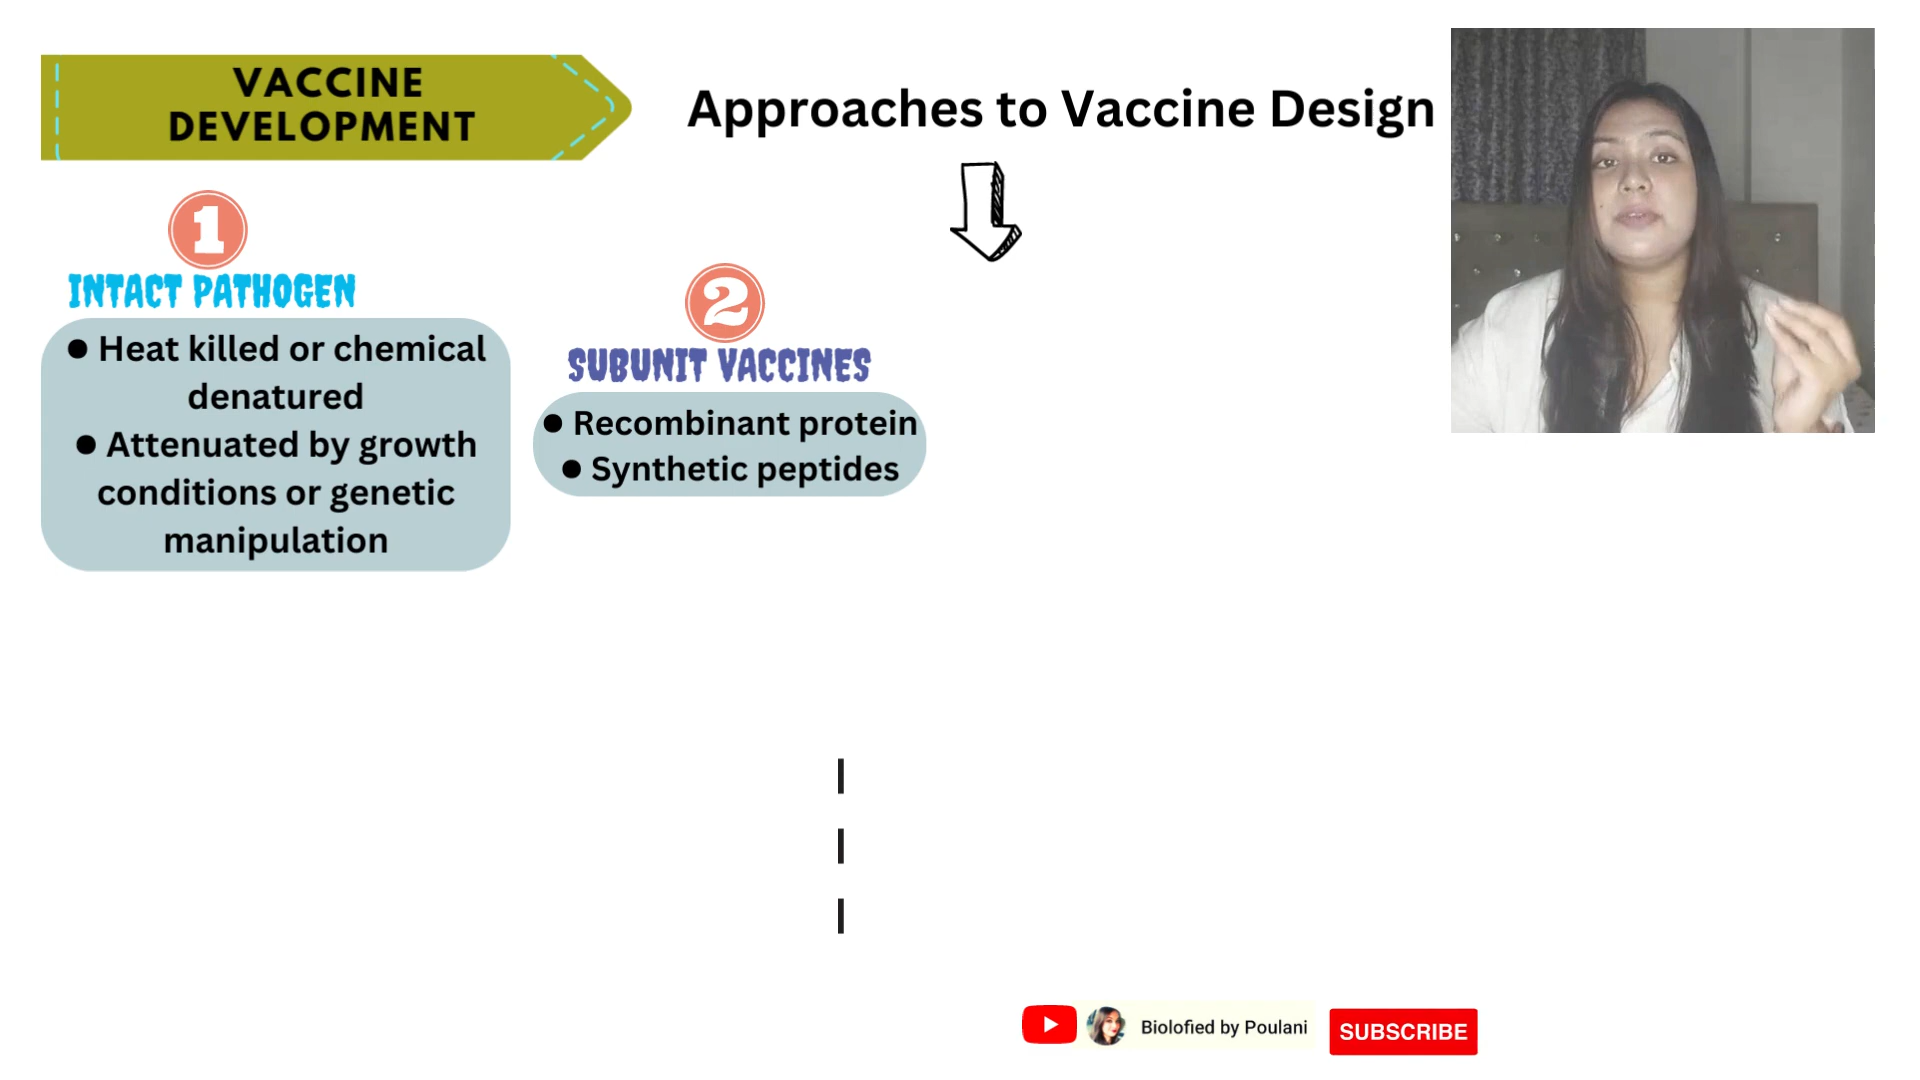 VACCINE
DEVELOPMENT
Approaches to Vaccine Design
1
INTACT PATHOGEN
● Heat killed or chemical
denatured
● Attenuated by growth
conditions or genetic
manipulation
2
SUBUNIT VACCINES
● Recombinant protein
● Synthetic peptides
Biolofied by Poulani
SUBSCRIBE